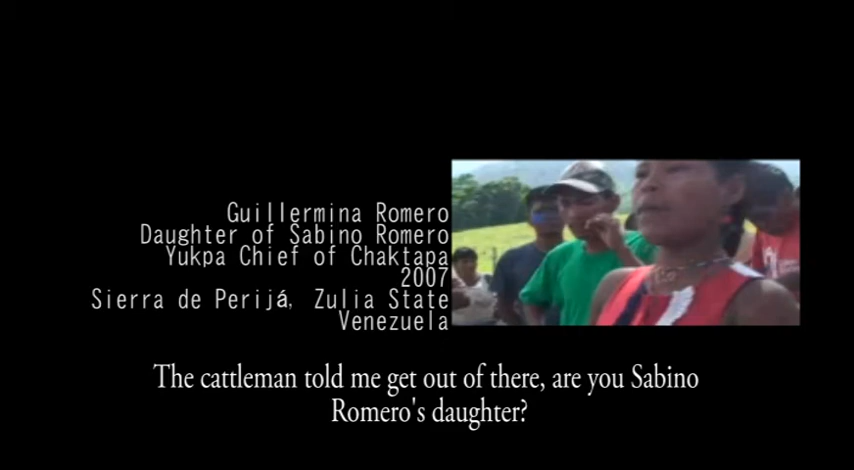 Guillermina Romero
Daughter of Sabino Romero
Yukpa Chief of Chaktapa
2007
Sierra de Perijá, Zulia State
Venezuela
The cattleman told me get out of there, are you Sabino
Romero's daughter?